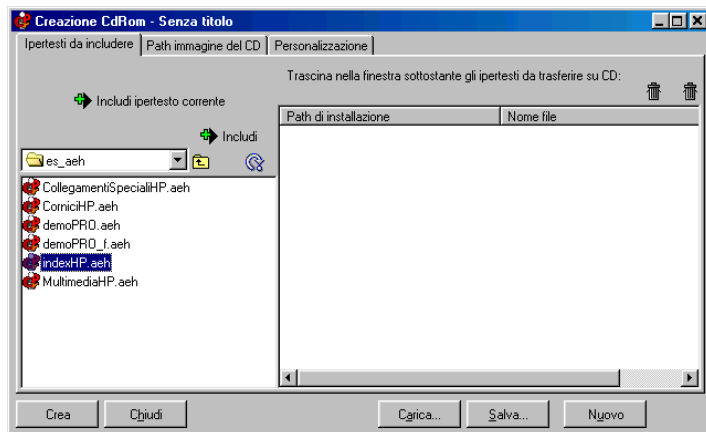 Creazione CdRom - Senza titolo
Ipertesti da includere
Path immagine del CD
Personalizzazione
Trascina nella finestra sottostante gli ipertesti da trasferire su CD:
Includi ipertesto corrente
Path di installazione
Nome file
Includi
es_aeh
CollegamentiSpecialiHP.aeh
CorniciHP.aeh
demoPRO.aeh
demoPRO_f.aeh
indexHP.aeh
MultimediaHP.aeh
Crea
Chiudi
Carica...
Salva...
Nuovo